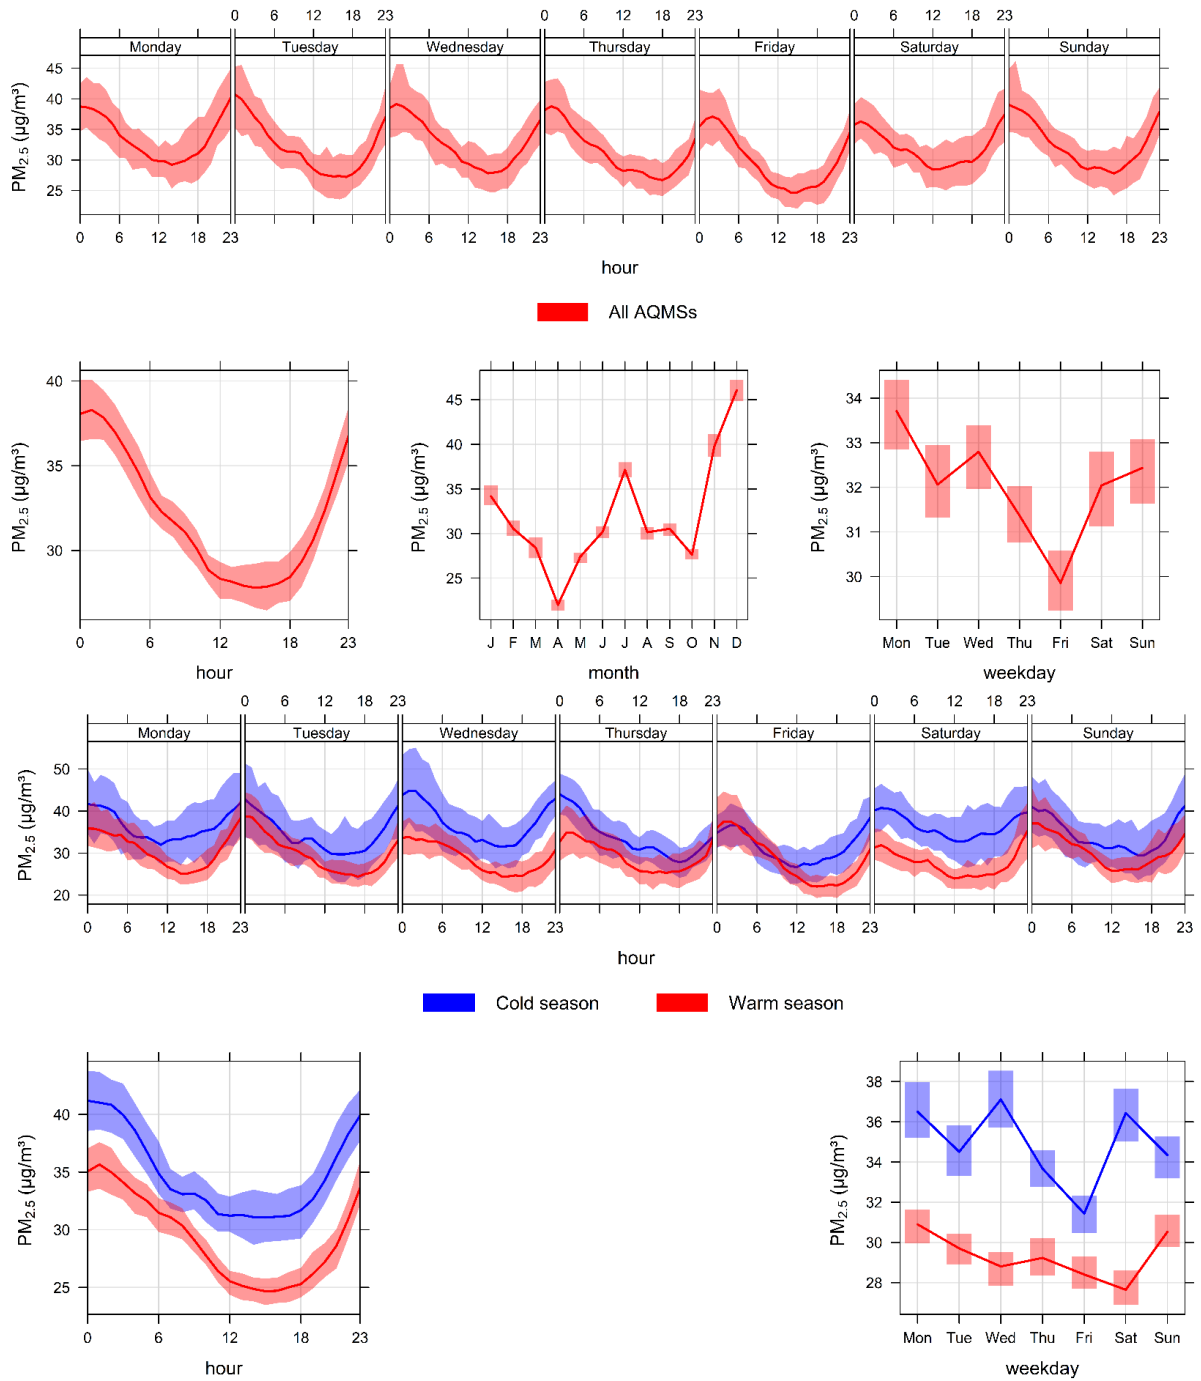 0 6 12 18 23 0 6 12 18 23 0 6 12 18 23
Monday Tuesday Wednesday Thursday Friday Saturday Sunday
PM2.5 (µg/m³)
45
40
35
30
25
0 6 12 18 23 0 6 12 18 23 0 6 12 18 23 0 6 12 18 23
hour
All AQMSs
PM2.5 (µg/m³)
40
35
30
0 6 12 18 23
hour
PM2.5 (µg/m³)
45
40
35
30
25
J F M A M J J A S O N D
month
PM2.5 (µg/m³)
34
33
32
31
30
Mon Tue Wed Thu Fri Sat Sun
weekday
0 6 12 18 23 0 6 12 18 23 0 6 12 18 23
Monday Tuesday Wednesday Thursday Friday Saturday Sunday
PM2.5 (µg/m³)
50
40
30
20
0 6 12 18 23 0 6 12 18 23 0 6 12 18 23 0 6 12 18 23
hour
Cold season Warm season
PM2.5 (µg/m³)
40
35
30
25
0 6 12 18 23
hour
PM2.5 (µg/m³)
38
36
34
32
30
28
Mon Tue Wed Thu Fri Sat Sun
weekday